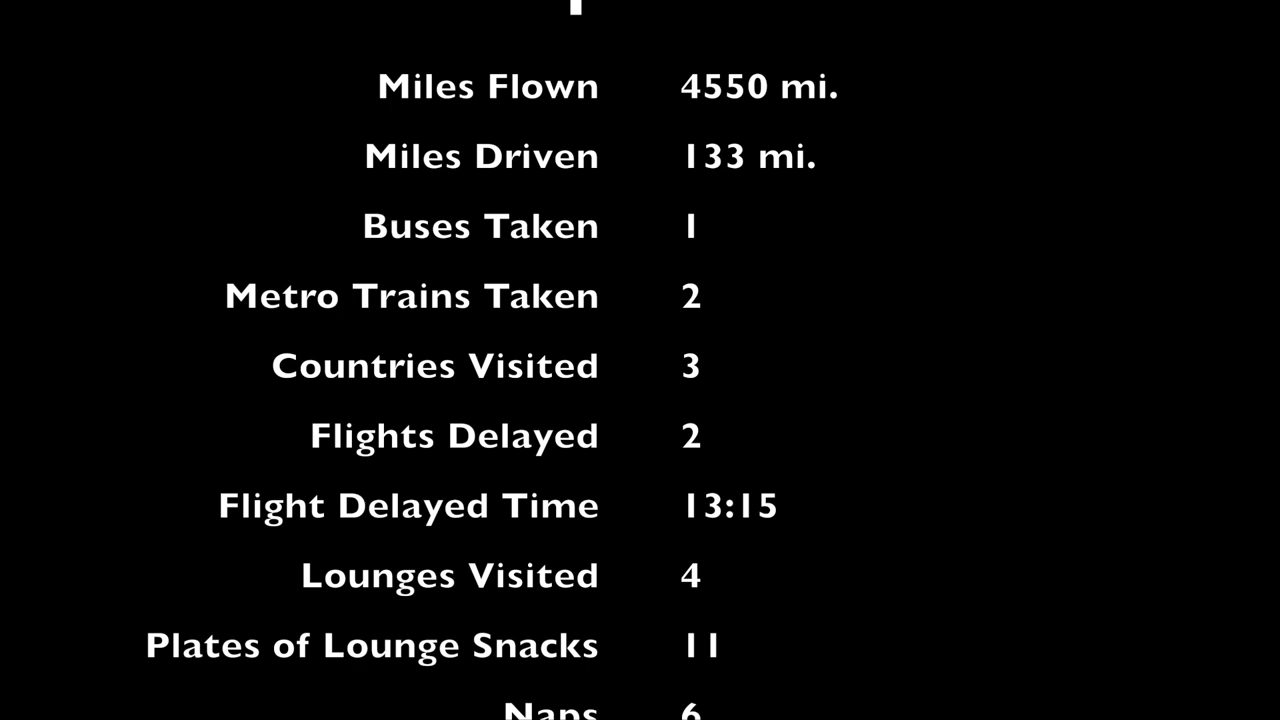 Miles Flown 4550 mi.
Miles Driven 133 mi.
Buses Taken 1
Metro Trains Taken 2
Countries Visited 3
Flights Delayed 2
Flight Delayed Time 13:15
Lounges Visited 4
Plates of Lounge Snacks 11
Naps 6